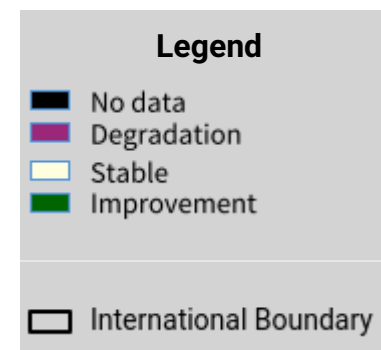 Legend
No data
Degradation
Stable
Improvement
International Boundary